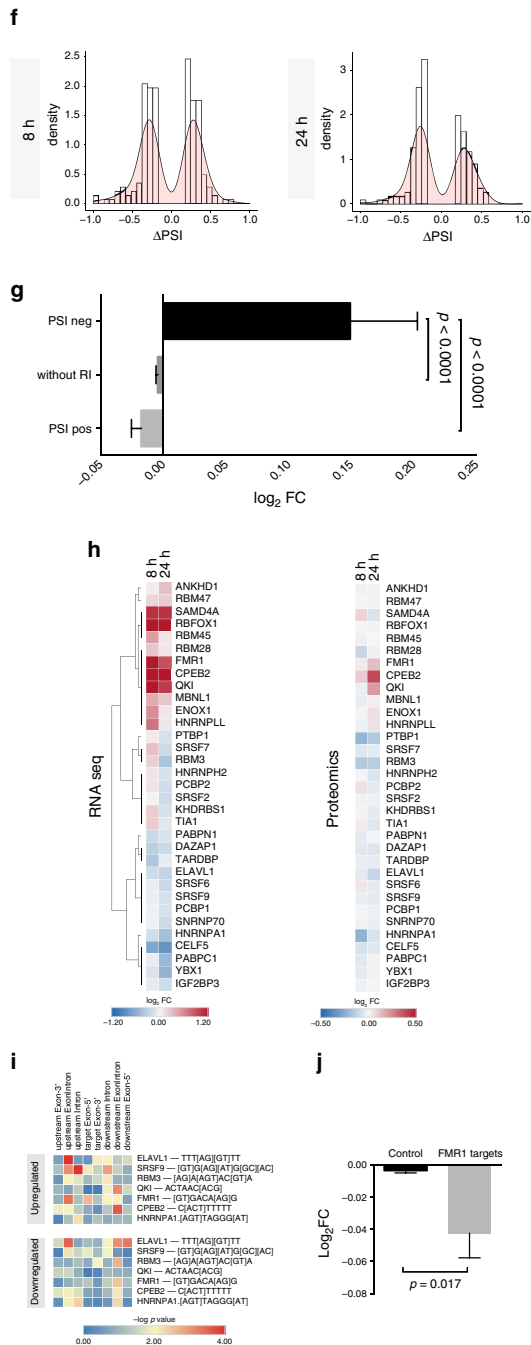 f
8 h
density
2.5
2.0
1.5
1.0
0.5
0.0
−1.0 −0.5 0.0 0.5 1.0
ΔPSI
24 h
density
3
2
1
0
−1.0 −0.5 0.0 0.5 1.0
ΔPSI
g
PSI neg
without RI
PSI pos
p < 0.0001
p < 0.0001
−0.05 0.00 0.05 0.10 0.15 0.20 0.25
log2 FC
h
RNA seq
8 h
24 h
ANKHD1
RBM47
SAMD4A
RBFOX1
RBM45
RBM28
FMR1
CPEB2
QKI
MBNL1
ENOX1
HNRNPLL
PTBP1
SRSF7
RBM3
HNRNPH2
PCBP2
SRSF2
KHDRBS1
TIA1
PABPN1
DAZAP1
TARDBP
ELAVL1
SRSF6
SRSF9
PCBP1
SNRNP70
HNRNPA1
CELF5
PABPC1
YBX1
IGF2BP3
log2 FC
−1.20 0.00 1.20
Proteomics
8 h
24 h
ANKHD1
RBM47
SAMD4A
RBFOX1
RBM45
RBM28
FMR1
CPEB2
QKI
MBNL1
ENOX1
HNRNPLL
PTBP1
SRSF7
RBM3
HNRNPH2
PCBP2
SRSF2
KHDRBS1
TIA1
PABPN1
DAZAP1
TARDBP
ELAVL1
SRSF6
SRSF9
PCBP1
SNRNP70
HNRNPA1
CELF5
PABPC1
YBX1
IGF2BP3
log2 FC
−0.50 0.00 0.50
i
upstream Exon-3'
upstream ExonIntron
upstream Intron
target Exon-5'
target Exon-3'
downstream Intron
downstream ExonIntron
downstream Exon-5'
Upregulated
ELAVL1 — TTT[AG][GT]TT
SRSF9 — [GT]G[AG][AT]G[GC][AC]
RBM3 — [AG]A[AG]T]AC[GT]A
QKI — ACTAAC[ACG]
FMR1 — [GT]GACA[AG]G
CPEB2 — C[ACT]TTTTT
HNRNPA1.[AGT]TAGGG[AT]
Downregulated
ELAVL1 — TTT[AG][GT]TT
SRSF9 — [GT]G[AG][AT]G[GC][AC]
RBM3 — [AG]A[AGT]AC[GT]A
QKI — ACTAAC[ACG]
FMR1 — [GT]GACA[AG]G
CPEB2 — C[ACT]TTTTT
HNRNPA1.[AGT]TAGGG[AT]
−log p value
0.00 2.00 4.00
j
Control FMR1 targets
Log2FC
0.00
−0.02
−0.04
−0.06
−0.08
p = 0.017